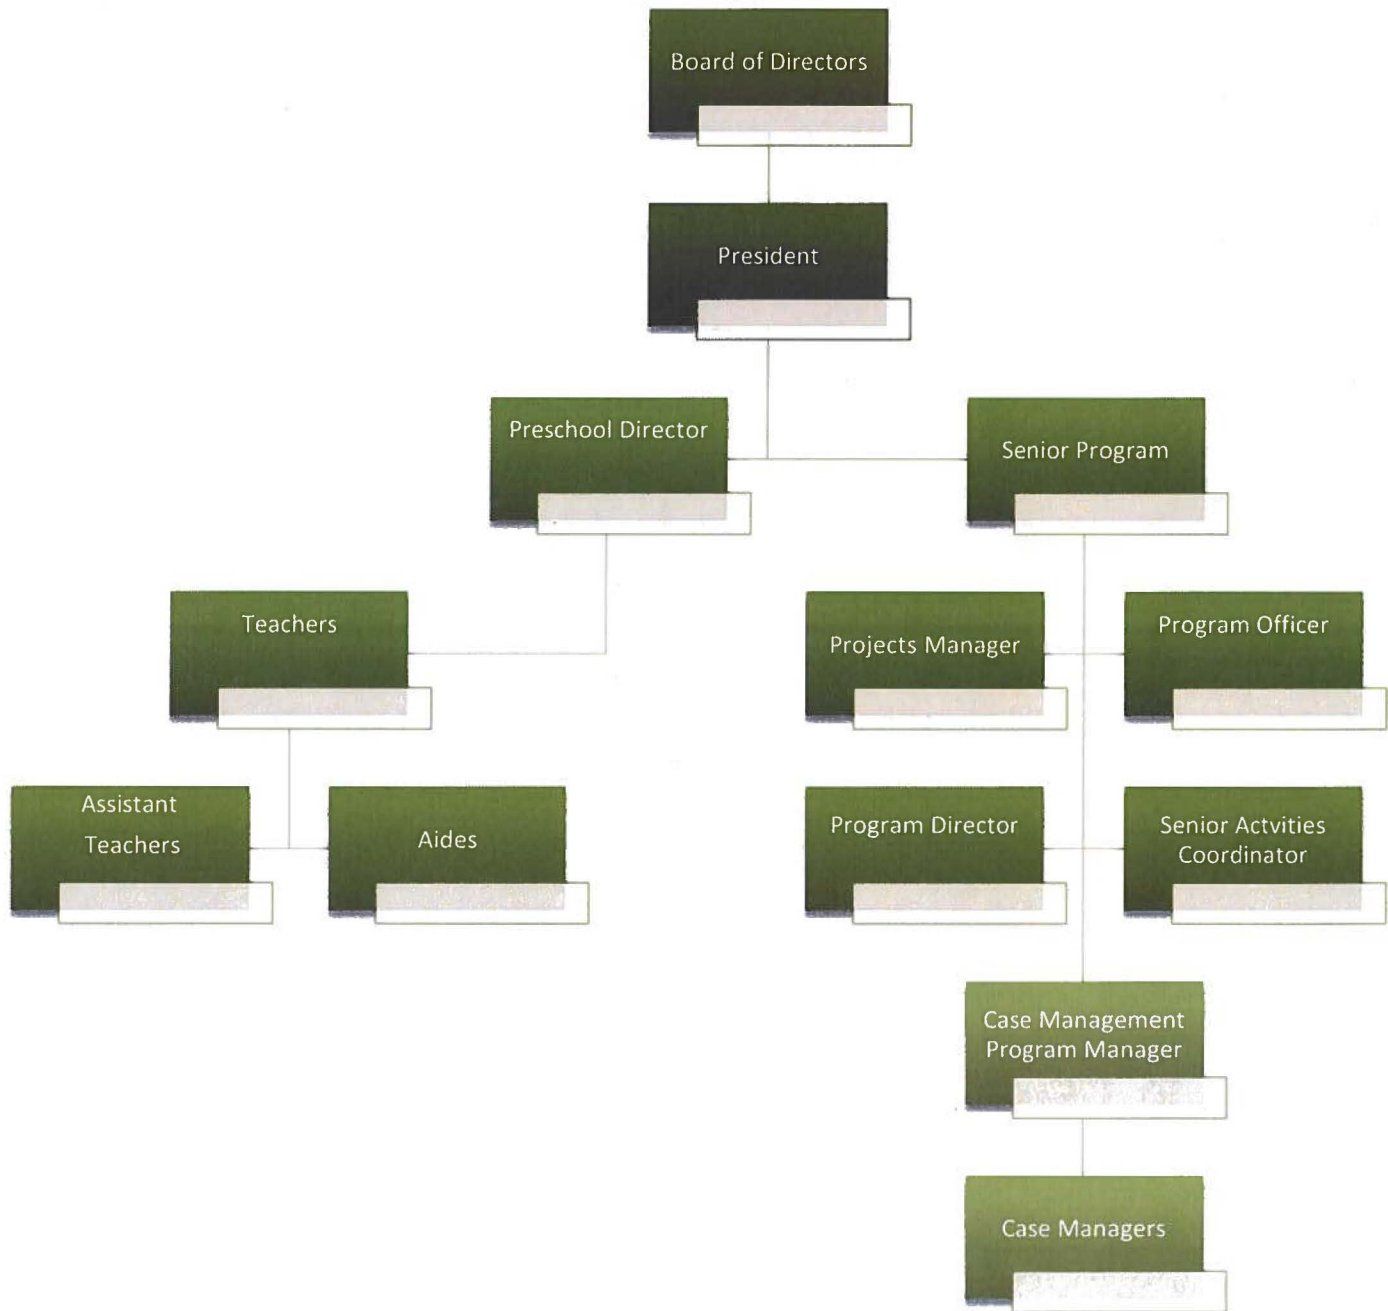 Board of Directors
President
Preschool Director
Senior Program
Teachers
Projects Manager
Program Officer
Assistant
Teachers
Aides
Program Director
Senior Actvities
Coordinator
Case Management
Program Manager
Case Managers